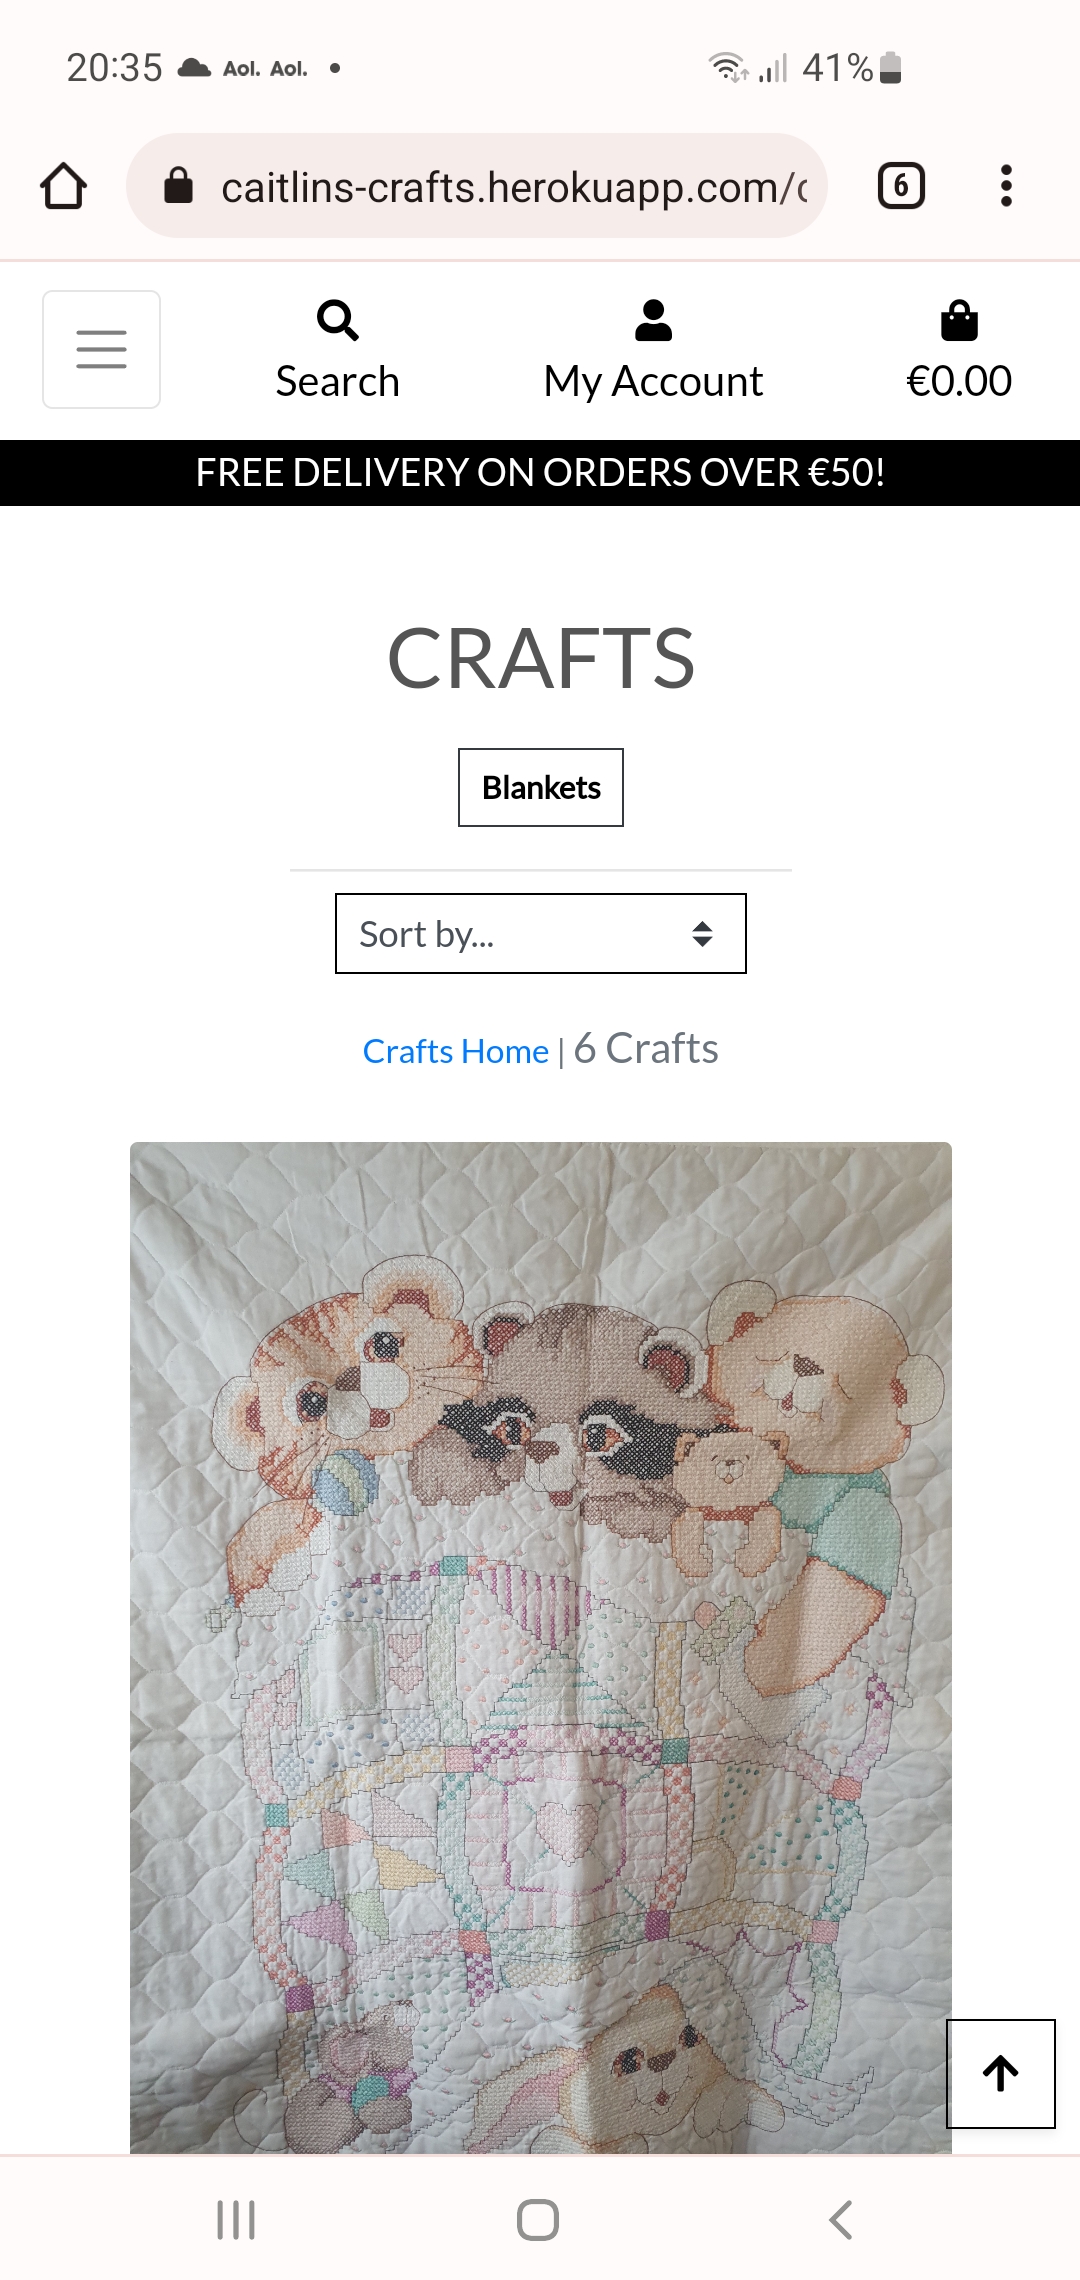 20:35 Aol. Aol. 41%
caitlins-crafts.herokuapp.com/ 6
Search My Account €0.00
FREE DELIVERY ON ORDERS OVER €50!
CRAFTS
Blankets
Sort by...
Crafts Home | 6 Crafts